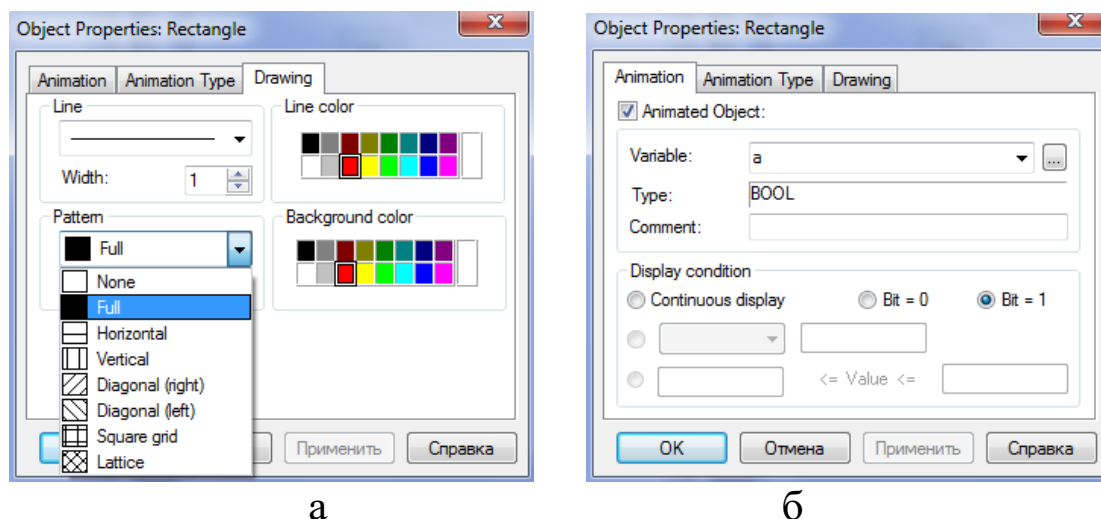 Object Properties: Rectangle
Animation Animation Type Drawing
Line
Line color
Width: 1
Pattern
Background color
Full
None
Full
Horizontal
Vertical
Diagonal (right)
Diagonal (left)
Square grid
Lattice
Применить Справка
а
Object Properties: Rectangle
Animation Animation Type Drawing
Animated Object:
Variable: a ...
Type: BOOL
Comment:
Display condition
Continuous display Bit = 0 Bit = 1
<= Value <=
OK Отмена Применить Справка
б